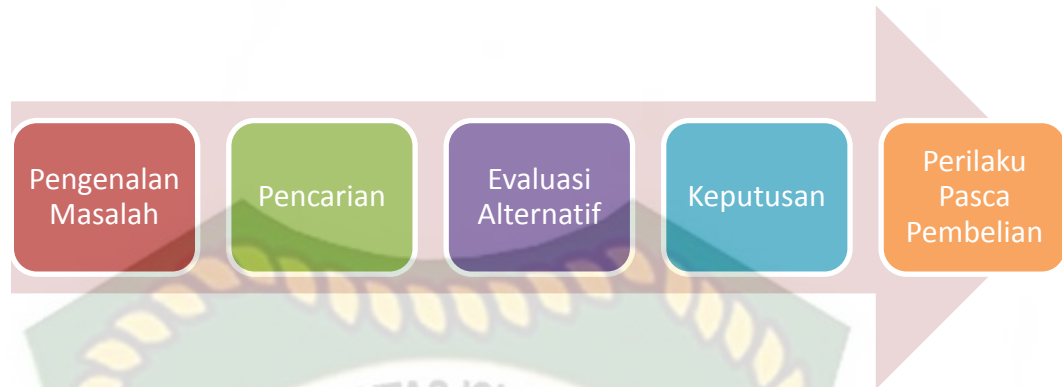 Pengenalan
Masalah
Pencarian
Evaluasi
Alternatif
Keputusan
Perilaku
Pasca
Pembelian